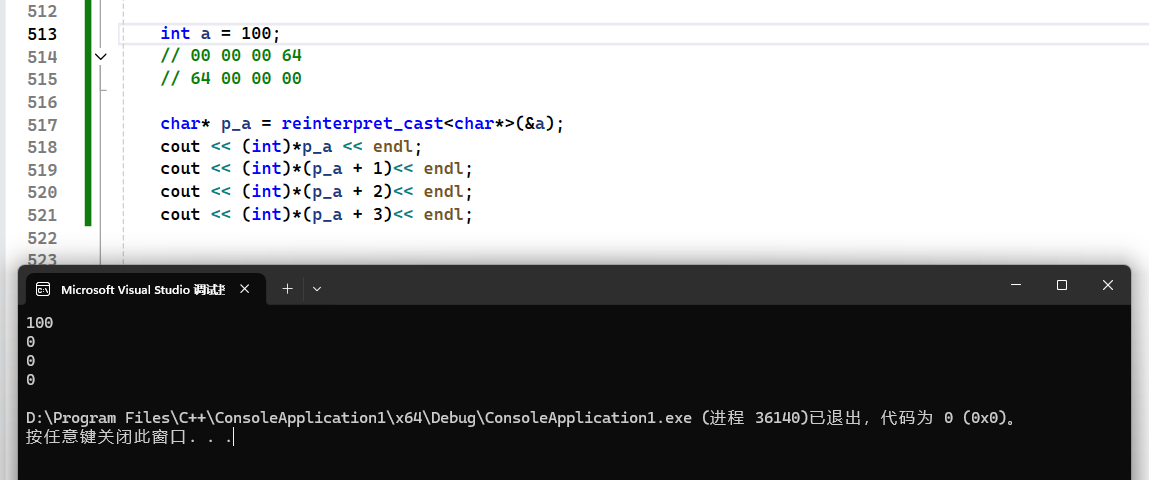 512
513 int a = 100;
514 // 00 00 00 64
515 // 64 00 00 00
516
517 char* p_a = reinterpret_cast<char*>(&a);
518 cout << (int)*p_a << endl;
519 cout << (int)*(p_a + 1)<< endl;
520 cout << (int)*(p_a + 2)<< endl;
521 cout << (int)*(p_a + 3)<< endl;
522
523
Microsoft Visual Studio 调试
100
0
0
0
D:\Program Files\C++\ConsoleApplication1\x64\Debug\ConsoleApplication1.exe (进程 36140)已退出，代码为 0 (0x0)。
按任意键关闭此窗口. . .